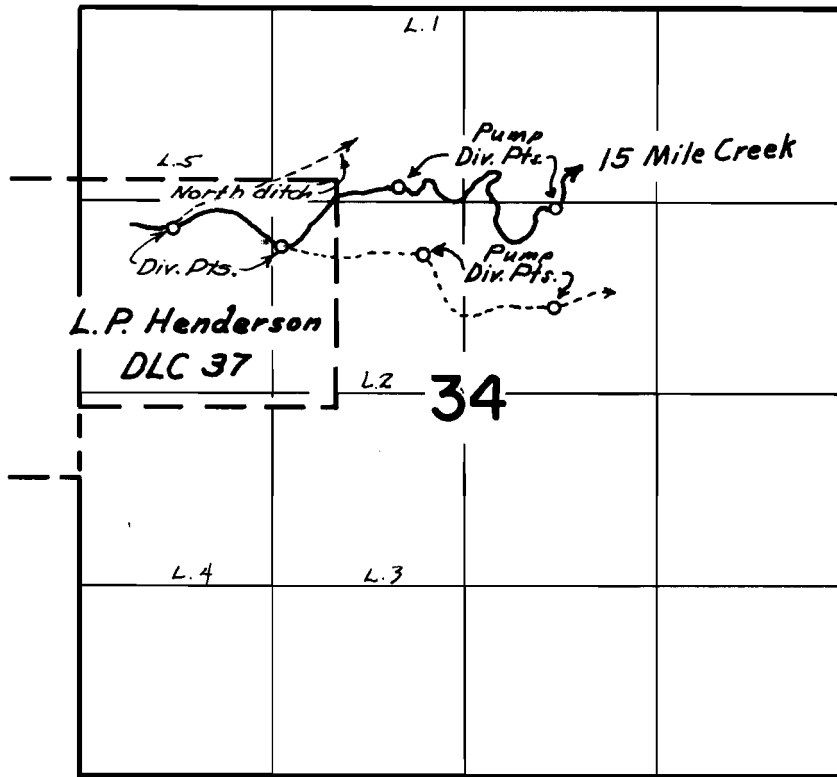 L.1
Pump
Div. Pts.
15 Mile Creek
L.5
North ditch
Div. Pts.
Pump
Div. Pts.
L.P. Henderson
DLC 37
L.2
34
L.4
L.3